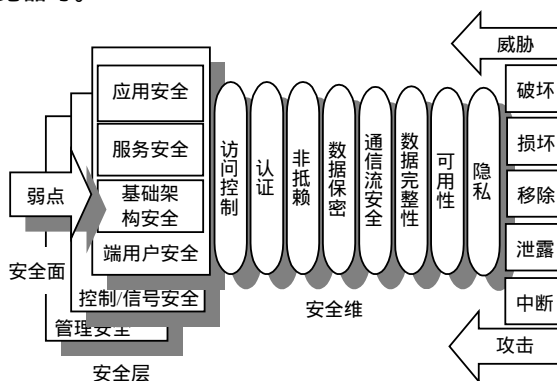 威胁
应用安全
服务安全
基础架
构安全
端用户安全
弱点
安全面
控制/信号安全
管理安全
安全层
访问控制
认证
非抵赖
数据保密
通信流安全
数据完整性
可用性
隐私
安全维
破坏
损坏
移除
泄露
中断
攻击